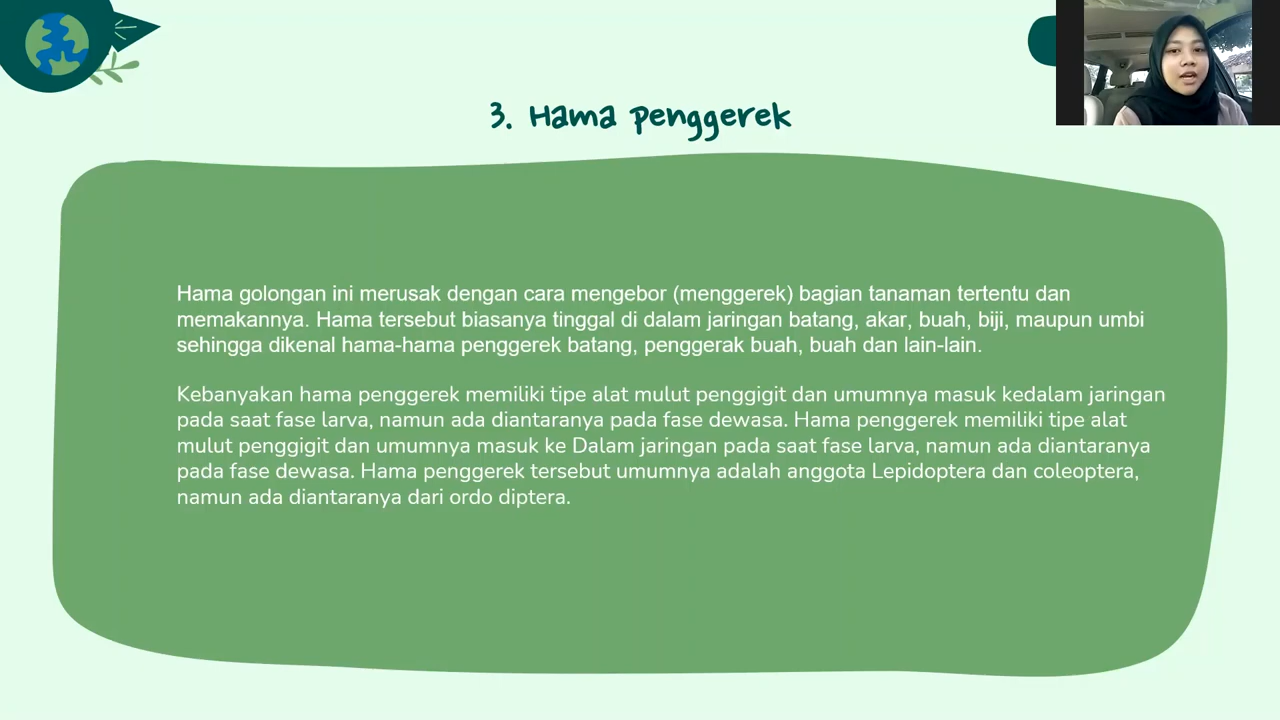 3. Hama penggerek
Hama golongan ini merusak dengan cara mengebor (menggerek) bagian tanaman tertentu dan
memakannya. Hama tersebut biasanya tinggal di dalam jaringan batang, akar, buah, biji, maupun umbi
sehingga dikenal hama-hama penggerek batang, penggerak buah, buah dan lain-lain.
Kebanyakan hama penggerek memiliki tipe alat mulut penggigit dan umumnya masuk kedalam jaringan
pada saat fase larva, namun ada diantaranya pada fase dewasa. Hama penggerek memiliki tipe alat
mulut penggigit dan umumnya masuk ke Dalam jaringan pada saat fase larva, namun ada diantaranya
pada fase dewasa. Hama penggerek tersebut umumnya adalah anggota Lepidoptera dan coleoptera,
namun ada diantaranya dari ordo diptera.